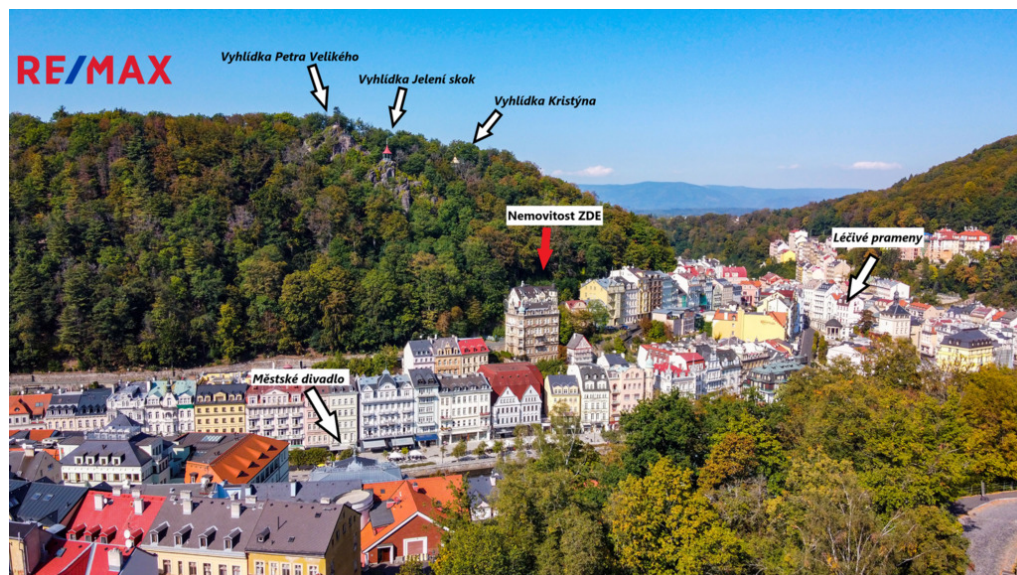 RE/MAX
Vyhlídka Petra Velikého
Vyhlídka Jelení skok
Vyhlídka Kristýna
Nemovitost ZDE
Léčivé prameny
Městské divadlo